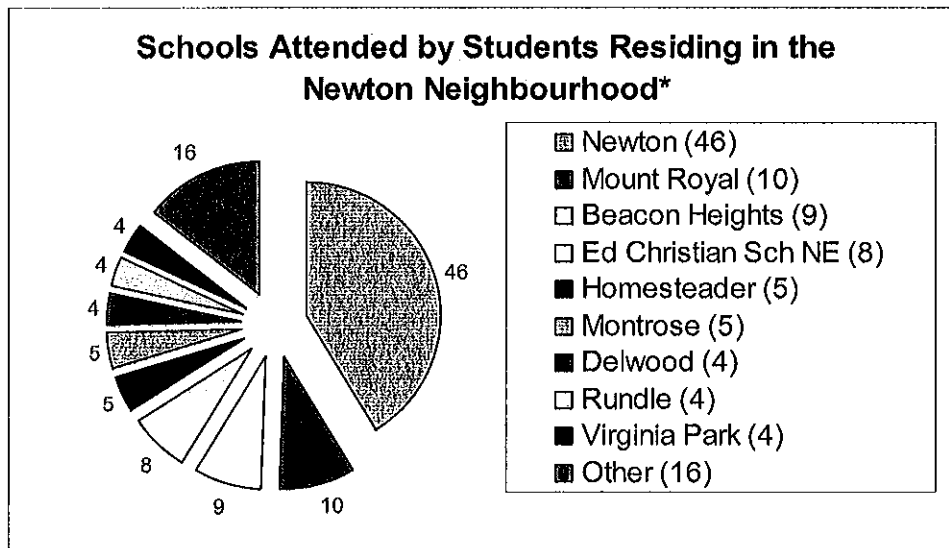 Schools Attended by Students Residing in the
Newton Neighbourhood*
16
4
4
4
5
5
8
9
10
46
Newton (46)
Mount Royal (10)
Beacon Heights (9)
Ed Christian Sch NE (8)
Homesteader (5)
Montrose (5)
Delwood (4)
Rundle (4)
Virginia Park (4)
Other (16)